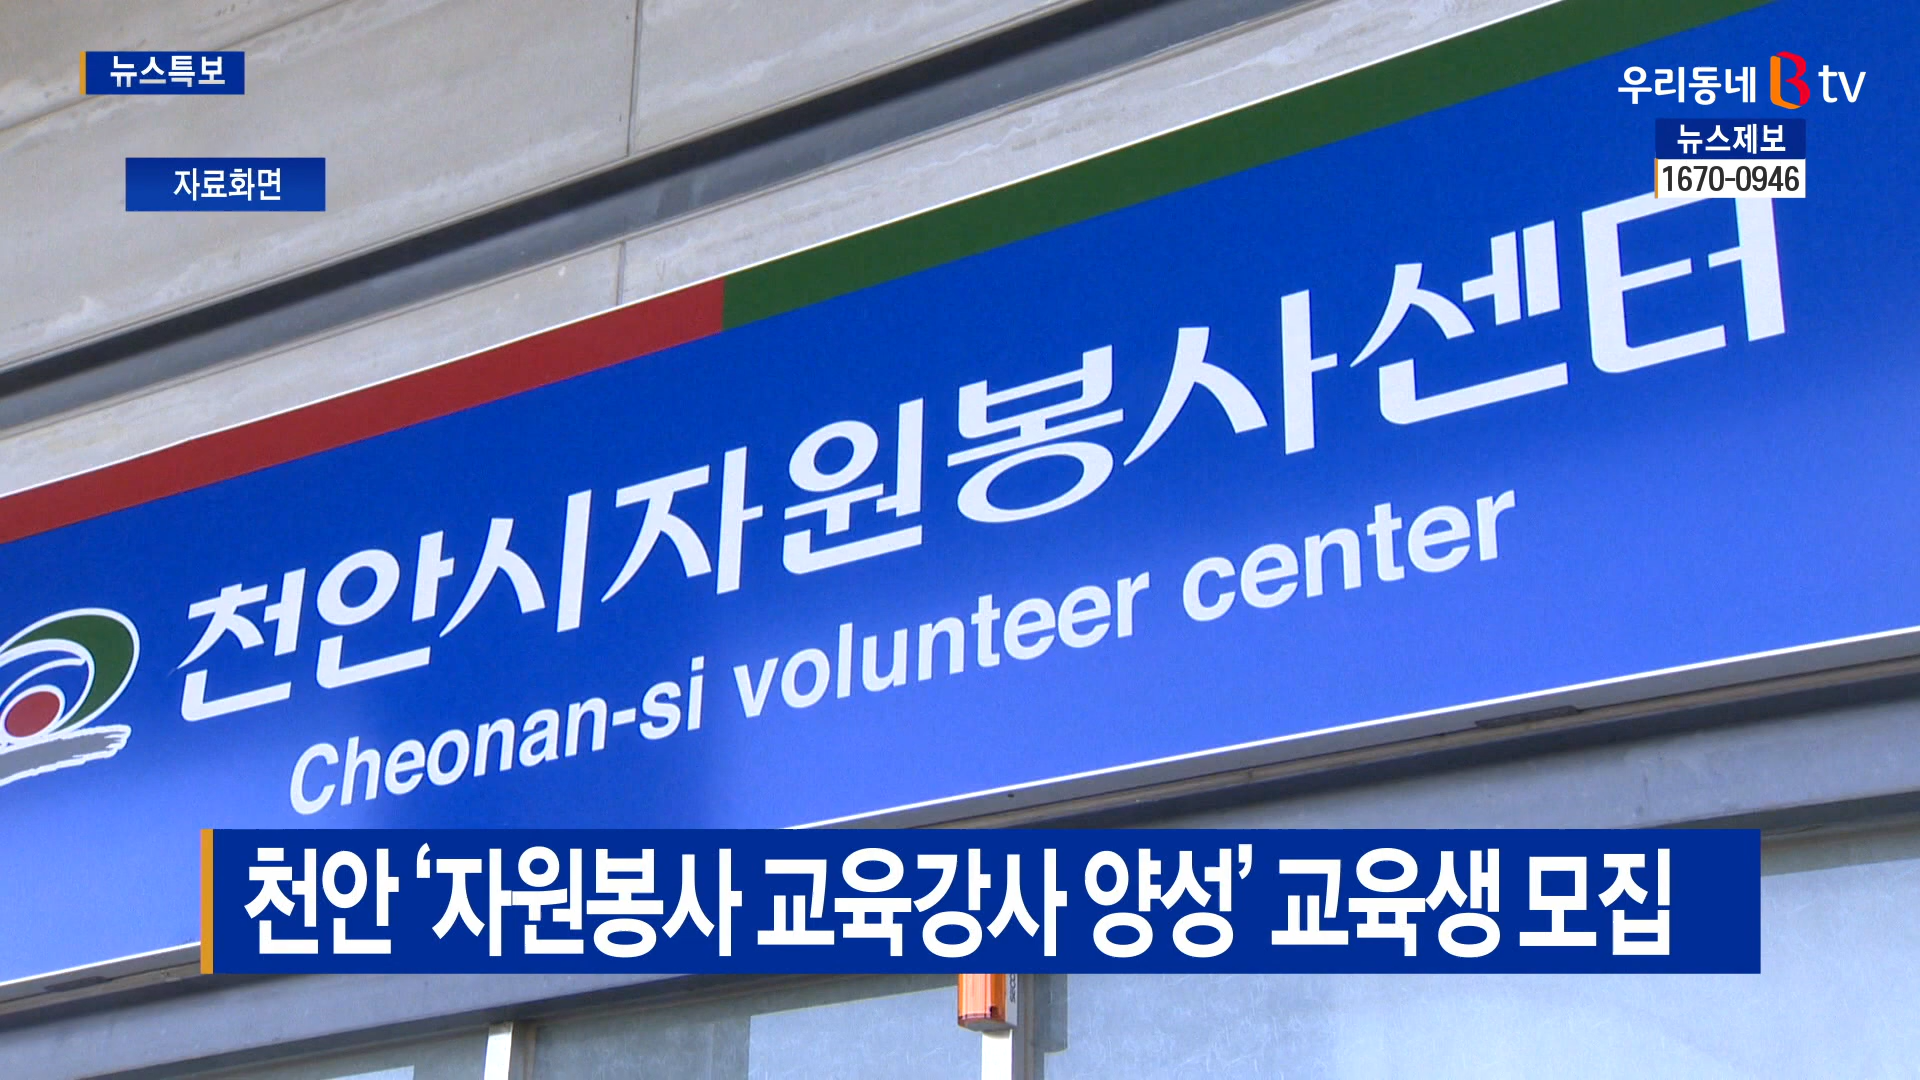 뉴스특보
우리동네 B tv
뉴스제보
1670-0946
자료화면
천안시자원봉사센터
Cheonan-si volunteer center
천안 ‘자원봉사 교육강사 양성’ 교육생 모집